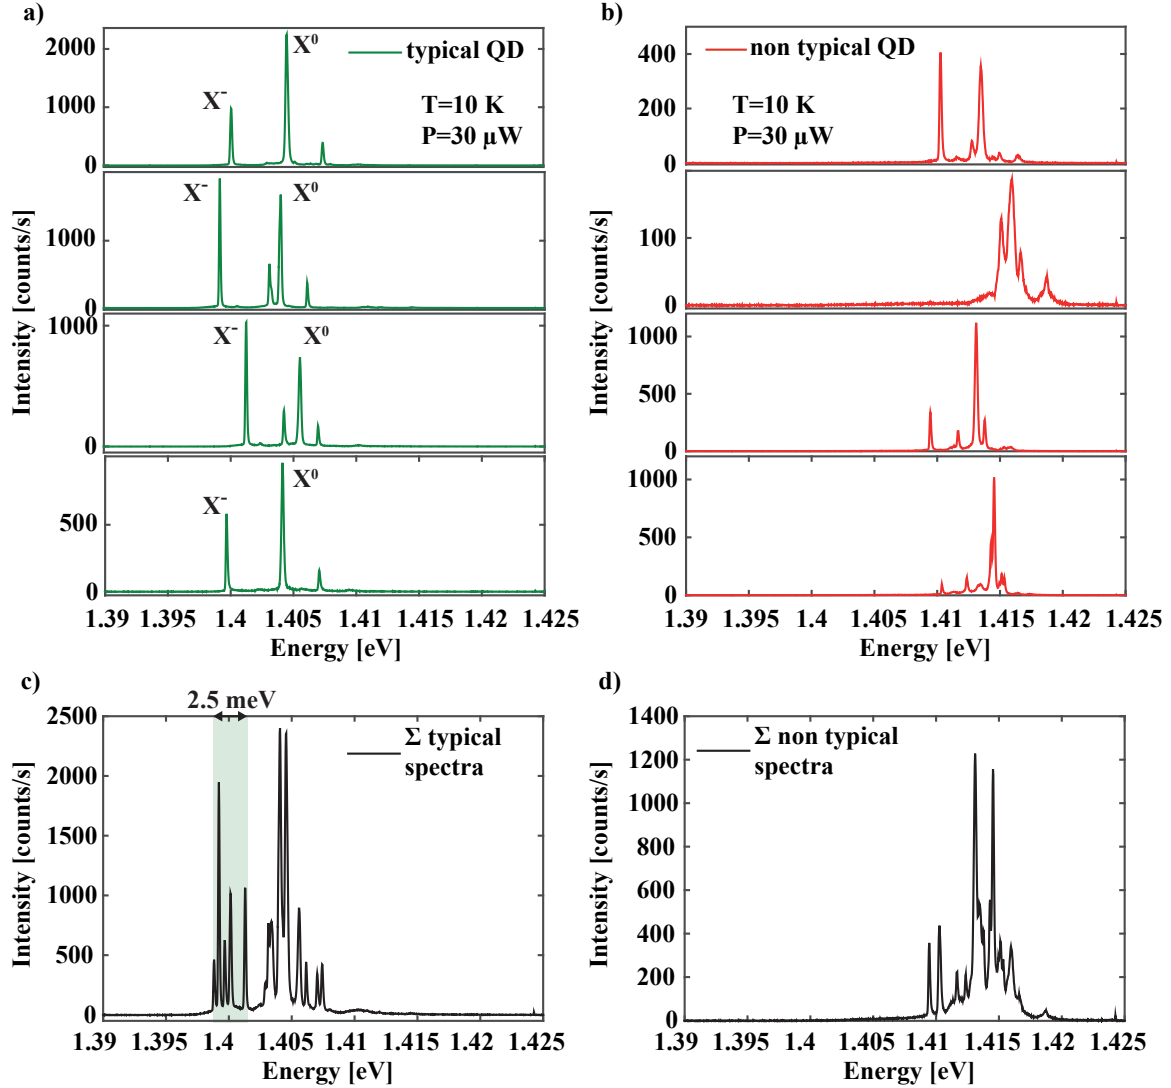 a)
2000
1000
0
X⁻
X⁰
typical QD
T=10 K
P=30 μW
1000
0
X⁻
X⁰
1000
0
X⁻
X⁰
500
0
X⁻
X⁰
Intensity [counts/s]
Intensity [counts/s]
1.39 1.395 1.4 1.405 1.41 1.415 1.42 1.425
Energy [eV]
b)
400
200
0
non typical QD
T=10 K
P=30 μW
100
0
1000
500
0
1000
500
0
Intensity [counts/s]
Intensity [counts/s]
1.39 1.395 1.4 1.405 1.41 1.415 1.42 1.425
Energy [eV]
c)
2.5 meV
2500
2000
1500
1000
500
0
Σ typical
spectra
Intensity [counts/s]
1.39 1.395 1.4 1.405 1.41 1.415 1.42 1.425
Energy [eV]
d)
1400
1200
1000
800
600
400
200
0
Σ non typical
spectra
Intensity [counts/s]
1.39 1.395 1.4 1.405 1.41 1.415 1.42 1.425
Energy [eV]